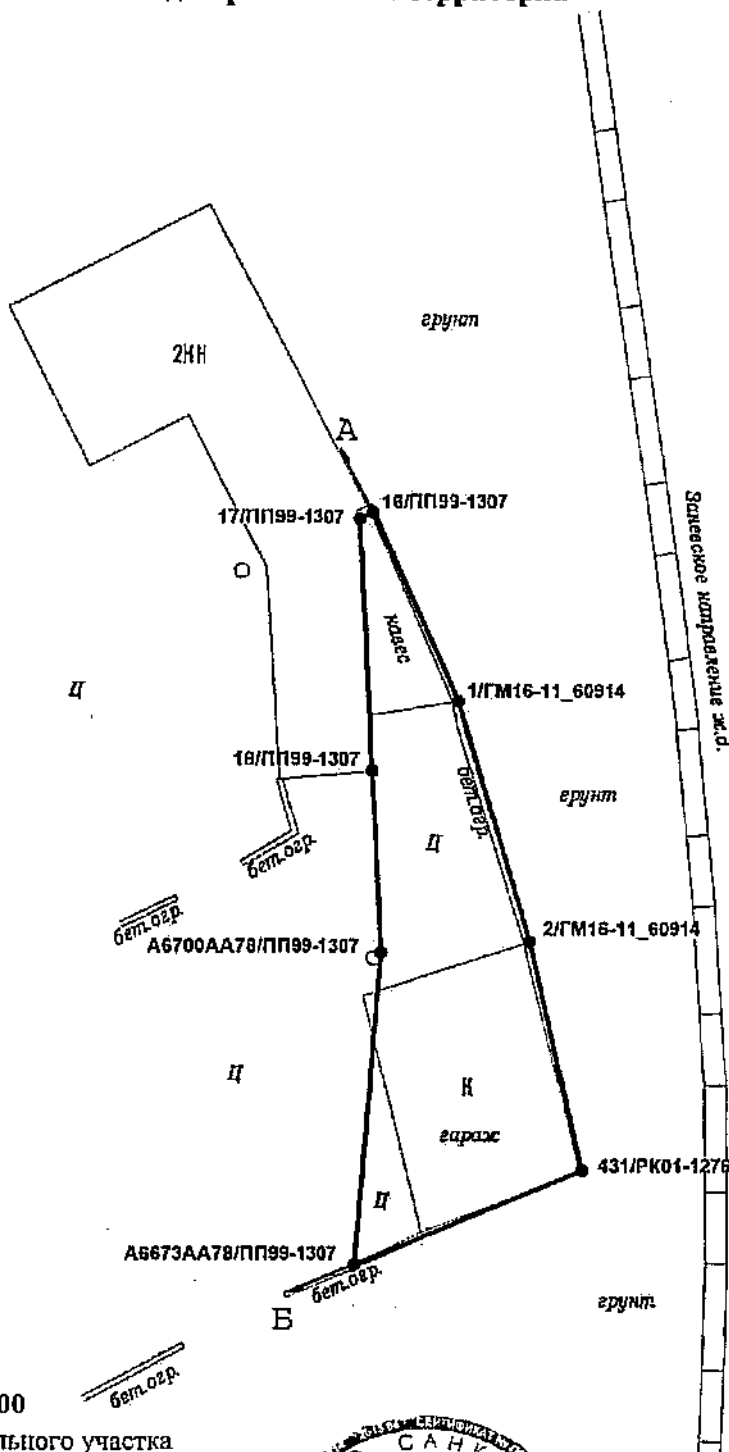 грунт
2КН
А
17/ПП99-1307
16/ПП99-1307
Заневское направление ж.д.
навес
Ц
1/ГМ16-11_60914
18/ПП99-1307
бет.огр.
грунт
Ц
бет.огр.
бет.огр.
2/ГМ16-11_60914
А6700АА78/ПП99-1307
Ц
Н
гараж
431/РК01-1276
Ц
А6673АА78/ПП99-1307
бет.огр.
грунт
Б
бет.огр.
00
льного участка
САНК